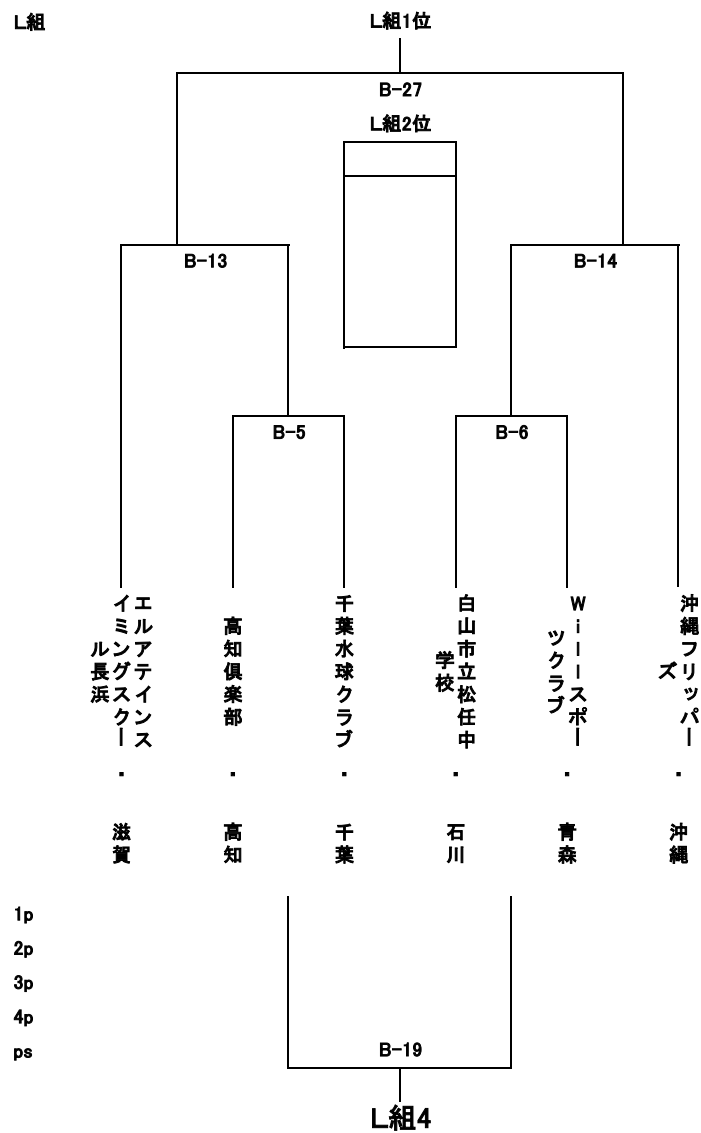 L組
L組1位
B-27
L組2位
B-13
B-14
B-5
B-6
エルアテインス
イミングスクー
ル長浜
・
滋賀
高知倶楽部
・
高知
千葉水球クラブ
・
千葉
白山市立松任中
学校
・
石川
Willスポー
ツクラブ
・
青森
沖縄フリッパー
ズ
・
沖縄
1p
2p
3p
4p
ps
B-19
L組4